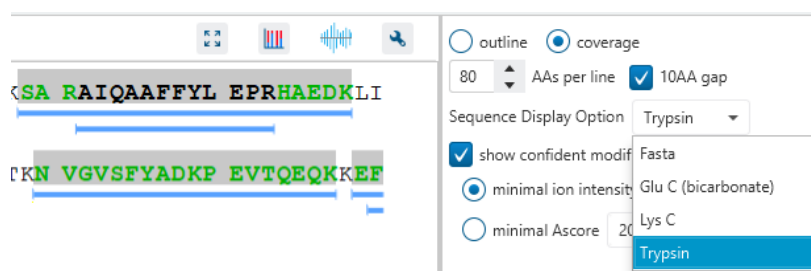 outline coverage
80 AAs per line 10AA gap
KSA RAIQAAFFYL EPRHAEDKLI
Sequence Display Option Trypsin
show confident modif
Fasta
TKN VGVSFYADKP EVTQEQKKEF
minimal ion intensity
Glu C (bicarbonate)
Lys C
minimal Ascore 20
Trypsin